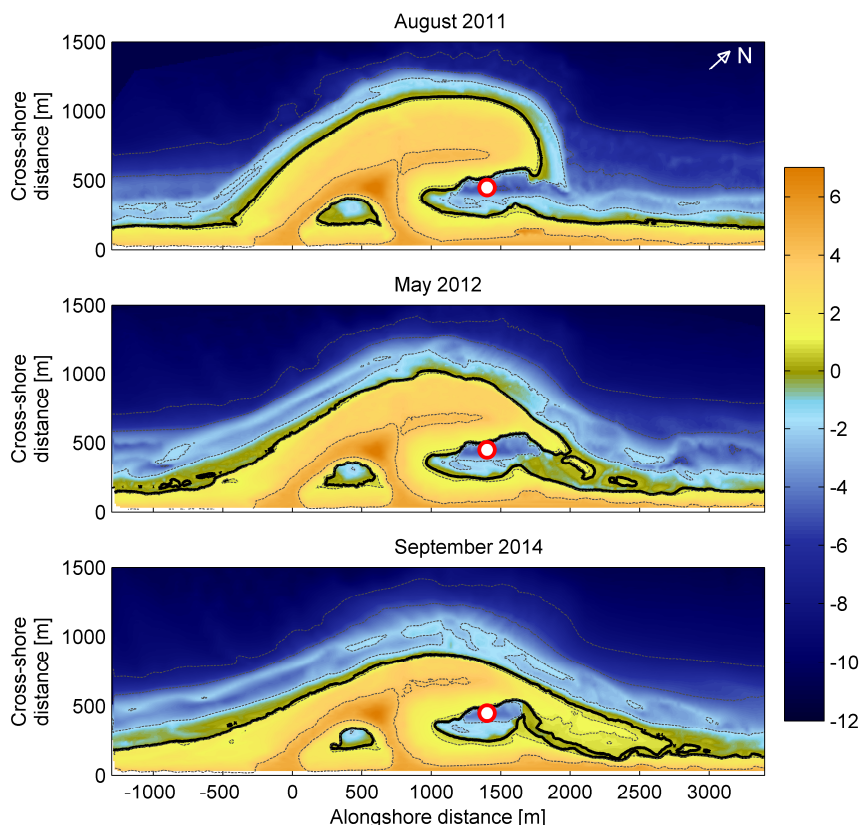 August 2011
1500
1000
500
0
Cross-shore
distance [m]
N
May 2012
1500
1000
500
0
Cross-shore
distance [m]
September 2014
1500
1000
500
0
Cross-shore
distance [m]
-1000 -500 0 500 1000 1500 2000 2500 3000
Alongshore distance [m]
6
4
2
0
-2
-4
-6
-8
-10
-12